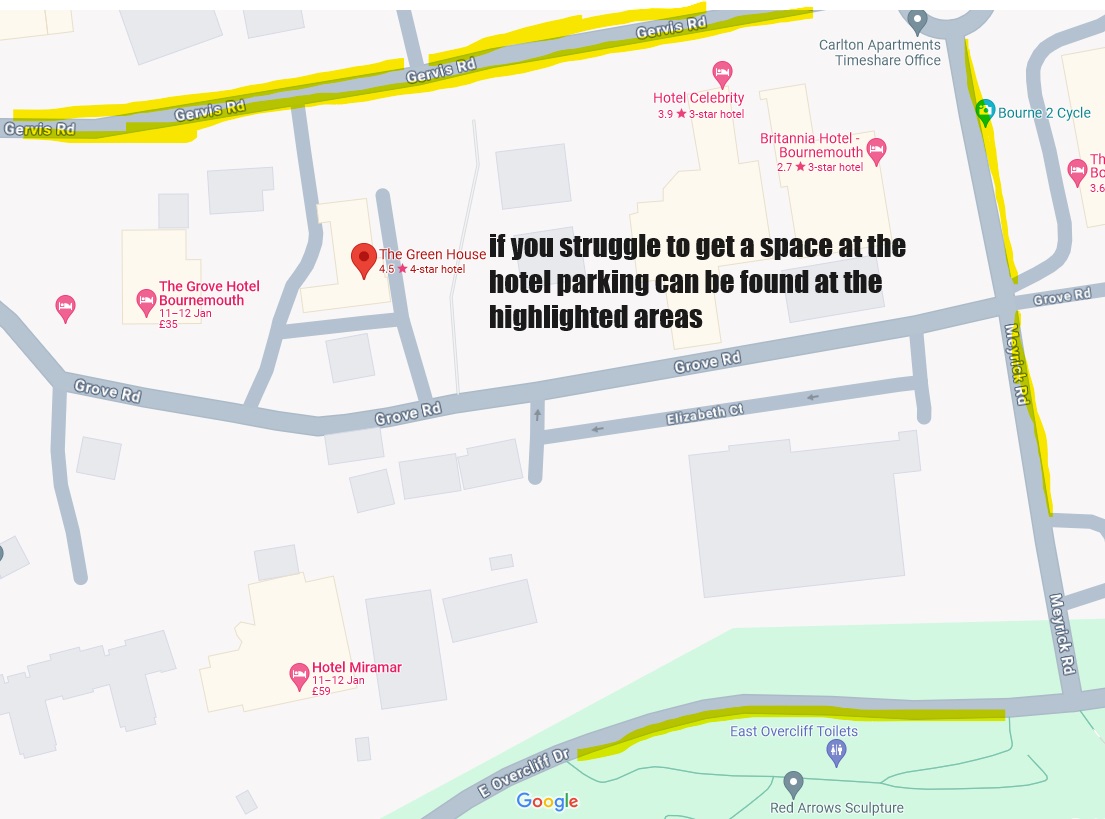 Gervis Rd
Gervis Rd
Gervis Rd
Gervis Rd
Carlton Apartments
Timeshare Office
Hotel Celebrity
3.9 ★ 3-star hotel
Bourne 2 Cycle
Britannia Hotel -
Bournemouth
2.7 ★ 3-star hotel
Th
Bo
3.6
The Green House
4.5 ★ 4-star hotel
if you struggle to get a space at the
hotel parking can be found at the
highlighted areas
The Grove Hotel
Bournemouth
11–12 Jan
£35
Grove Rd
Grove Rd
Grove Rd
Grove Rd
Meyrick Rd
Elizabeth Ct
Meyrick Rd
Hotel Miramar
11–12 Jan
£59
East Overcliff Toilets
E Overcliff Dr
Google
Red Arrows Sculpture